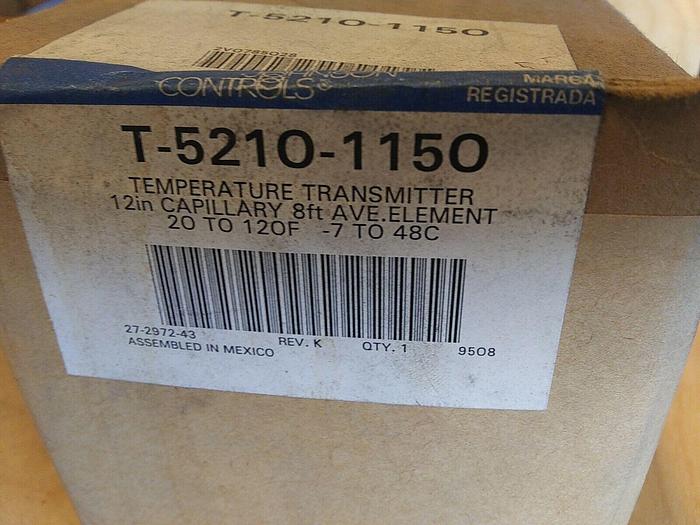 T-5210-1150
JOHNSON
CONTROLS®
MARCA
REGISTRADA
T-5210-1150
TEMPERATURE TRANSMITTER
12in CAPILLARY 8ft AVE.ELEMENT
20 TO 120F -7 TO 48C
27-2972-43 REV. K QTY. 1 9508
ASSEMBLED IN MEXICO